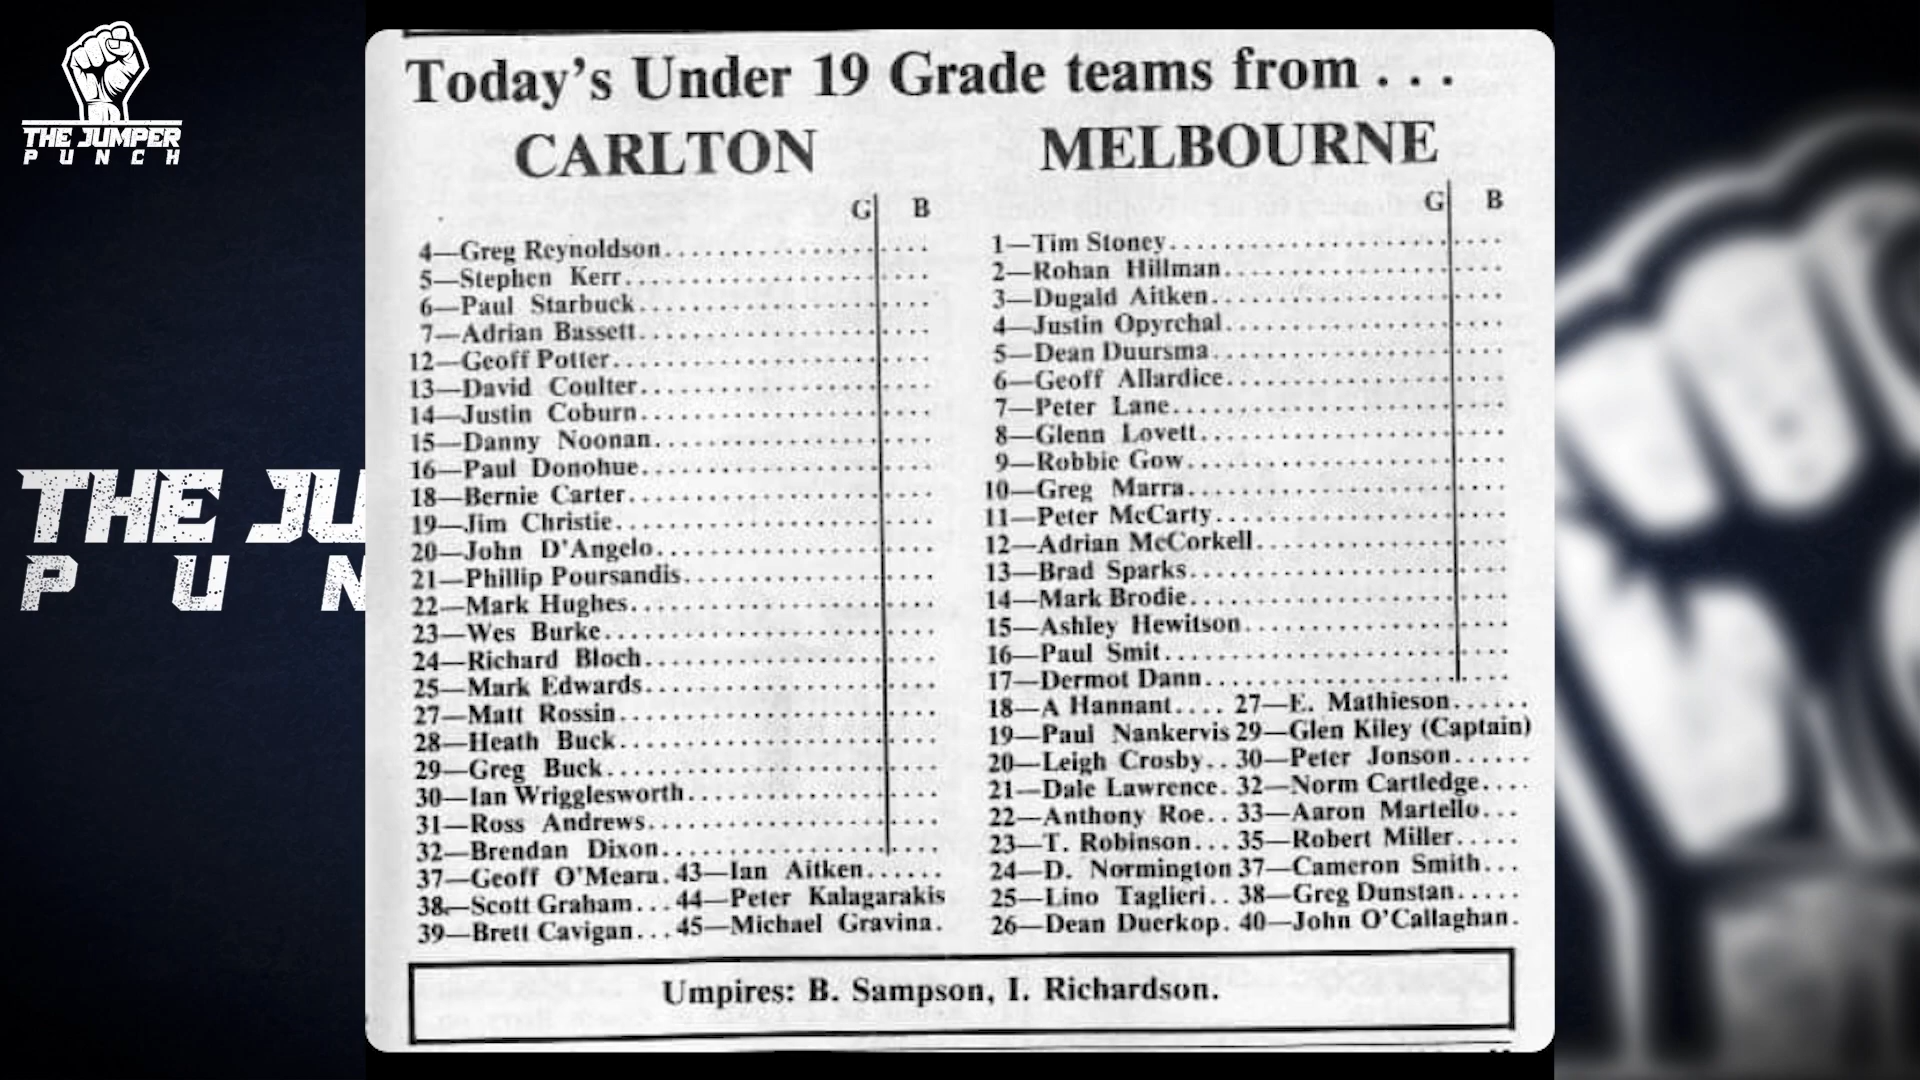 THE JUMPER
PUNCH
THE JU
PUN
Today's Under 19 Grade teams from . . .
CARLTON
G B
4—Greg Reynoldson
5—Stephen Kerr
6—Paul Starbuck
7—Adrian Bassett
12—Geoff Potter
13—David Coulter
14—Justin Coburn
15—Danny Noonan
16—Paul Donohue
18—Bernie Carter
19—Jim Christie
20—John D'Angelo
21—Phillip Poursandis
22—Mark Hughes
23—Wes Burke
24—Richard Bloch
25—Mark Edwards
27—Matt Rossin
28—Heath Buck
29—Greg Buck
30—Ian Wrigglesworth
31—Ross Andrews
32—Brendan Dixon
37—Geoff O'Meara. 43—Ian Aitken......
38—Scott Graham... 44—Peter Kalagarakis
39—Brett Cavigan... 45—Michael Gravina.
MELBOURNE
G B
1—Tim Stoney
2—Rohan Hillman
3—Dugald Aitken
4—Justin Opyrchal
5—Dean Duursma
6—Geoff Allardice
7—Peter Lane
8—Glenn Lovett
9—Robbie Gow
10—Greg Marra
11—Peter McCarty
12—Adrian McCorkell
13—Brad Sparks
14—Mark Brodie
15—Ashley Hewitson
16—Paul Smit
17—Dermot Dann
18—A Hannant.... 27—E. Mathieson......
19—Paul Nankervis 29—Glen Kiley (Captain)
20—Leigh Crosby.. 30—Peter Jonson......
21—Dale Lawrence. 32—Norm Cartledge....
22—Anthony Roe.. 33—Aaron Martello...
23—T. Robinson... 35—Robert Miller.....
24—D. Normington 37—Cameron Smith...
25—Lino Taglieri.. 38—Greg Dunstan.....
26—Dean Duerkop. 40—John O'Callaghan.
Umpires: B. Sampson, I. Richardson.